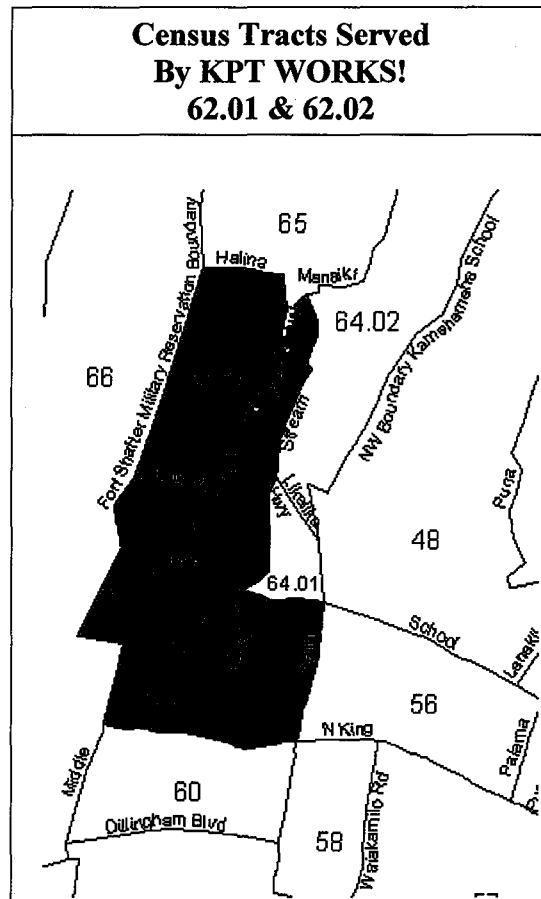 Census Tracts Served
By KPT WORKS!
62.01 & 62.02
65
Halina
Manaiki
64.02
Fort Shafter Military Reservation Boundary
66
NW Boundary Kamehameha School
Stream
Hwy
Likelike
Puna
48
64.01
School
Lanakil
56
N King
Palama
Middle
60
Dillingham Blvd
58
Waiakamilo Rd